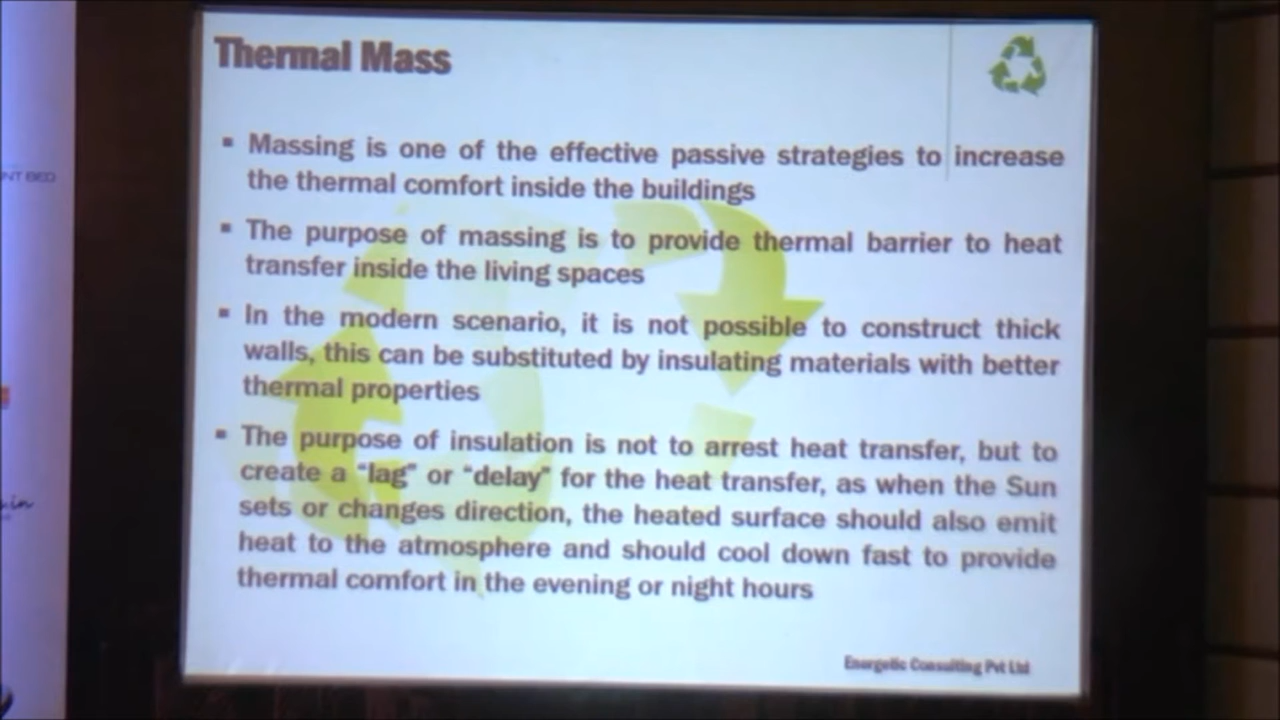 Thermal Mass
▪ Massing is one of the effective passive strategies to increase
the thermal comfort inside the buildings
▪ The purpose of massing is to provide thermal barrier to heat
transfer inside the living spaces
▪ In the modern scenario, it is not possible to construct thick
walls, this can be substituted by insulating materials with better
thermal properties
▪ The purpose of insulation is not to arrest heat transfer, but to
create a "lag" or "delay" for the heat transfer, as when the Sun
sets or changes direction, the heated surface should also emit
heat to the atmosphere and should cool down fast to provide
thermal comfort in the evening or night hours
Energetic Consulting Pvt Ltd